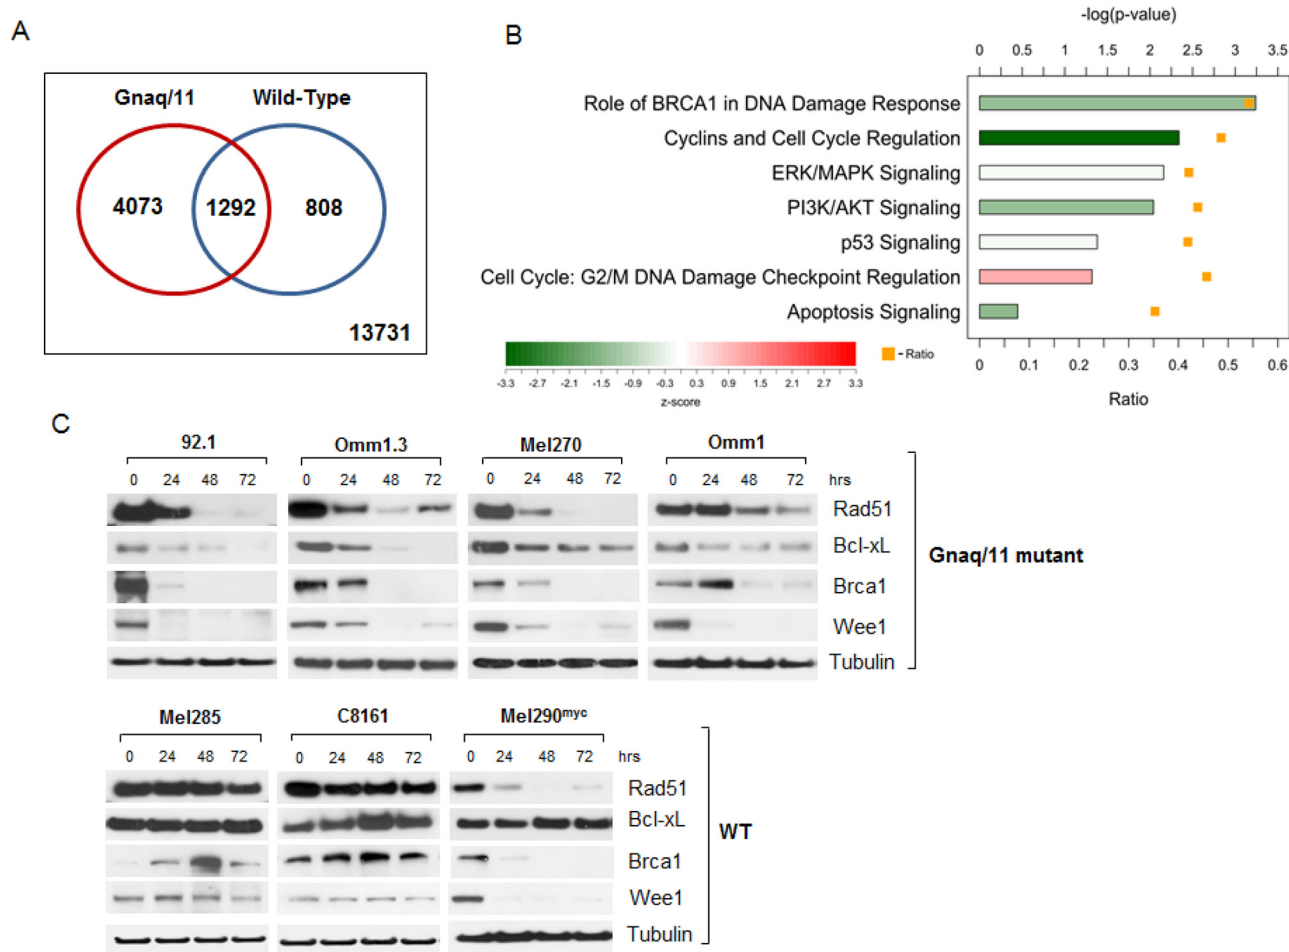 A
Gnaq/11 Wild-Type
4073 1292 808
13731
B
-log(p-value)
0 0.5 1 1.5 2 2.5 3 3.5
Role of BRCA1 in DNA Damage Response
Cyclins and Cell Cycle Regulation
ERK/MAPK Signaling
PI3K/AKT Signaling
p53 Signaling
Cell Cycle: G2/M DNA Damage Checkpoint Regulation
Apoptosis Signaling
0 0.1 0.2 0.3 0.4 0.5 0.6
Ratio
-3.3 -2.7 -2.1 -1.5 -0.9 -0.3 0.3 0.9 1.5 2.1 2.7 3.3
z-score
- Ratio
C
92.1 Omm1.3 Mel270 Omm1
0 24 48 72 0 24 48 72 0 24 48 72 0 24 48 72 hrs
Rad51
Bcl-xL
Brca1
Wee1
Tubulin
Gnaq/11 mutant
Mel285 C8161 Mel290myc
0 24 48 72 0 24 48 72 0 24 48 72 hrs
Rad51
Bcl-xL
Brca1
Wee1
Tubulin
WT